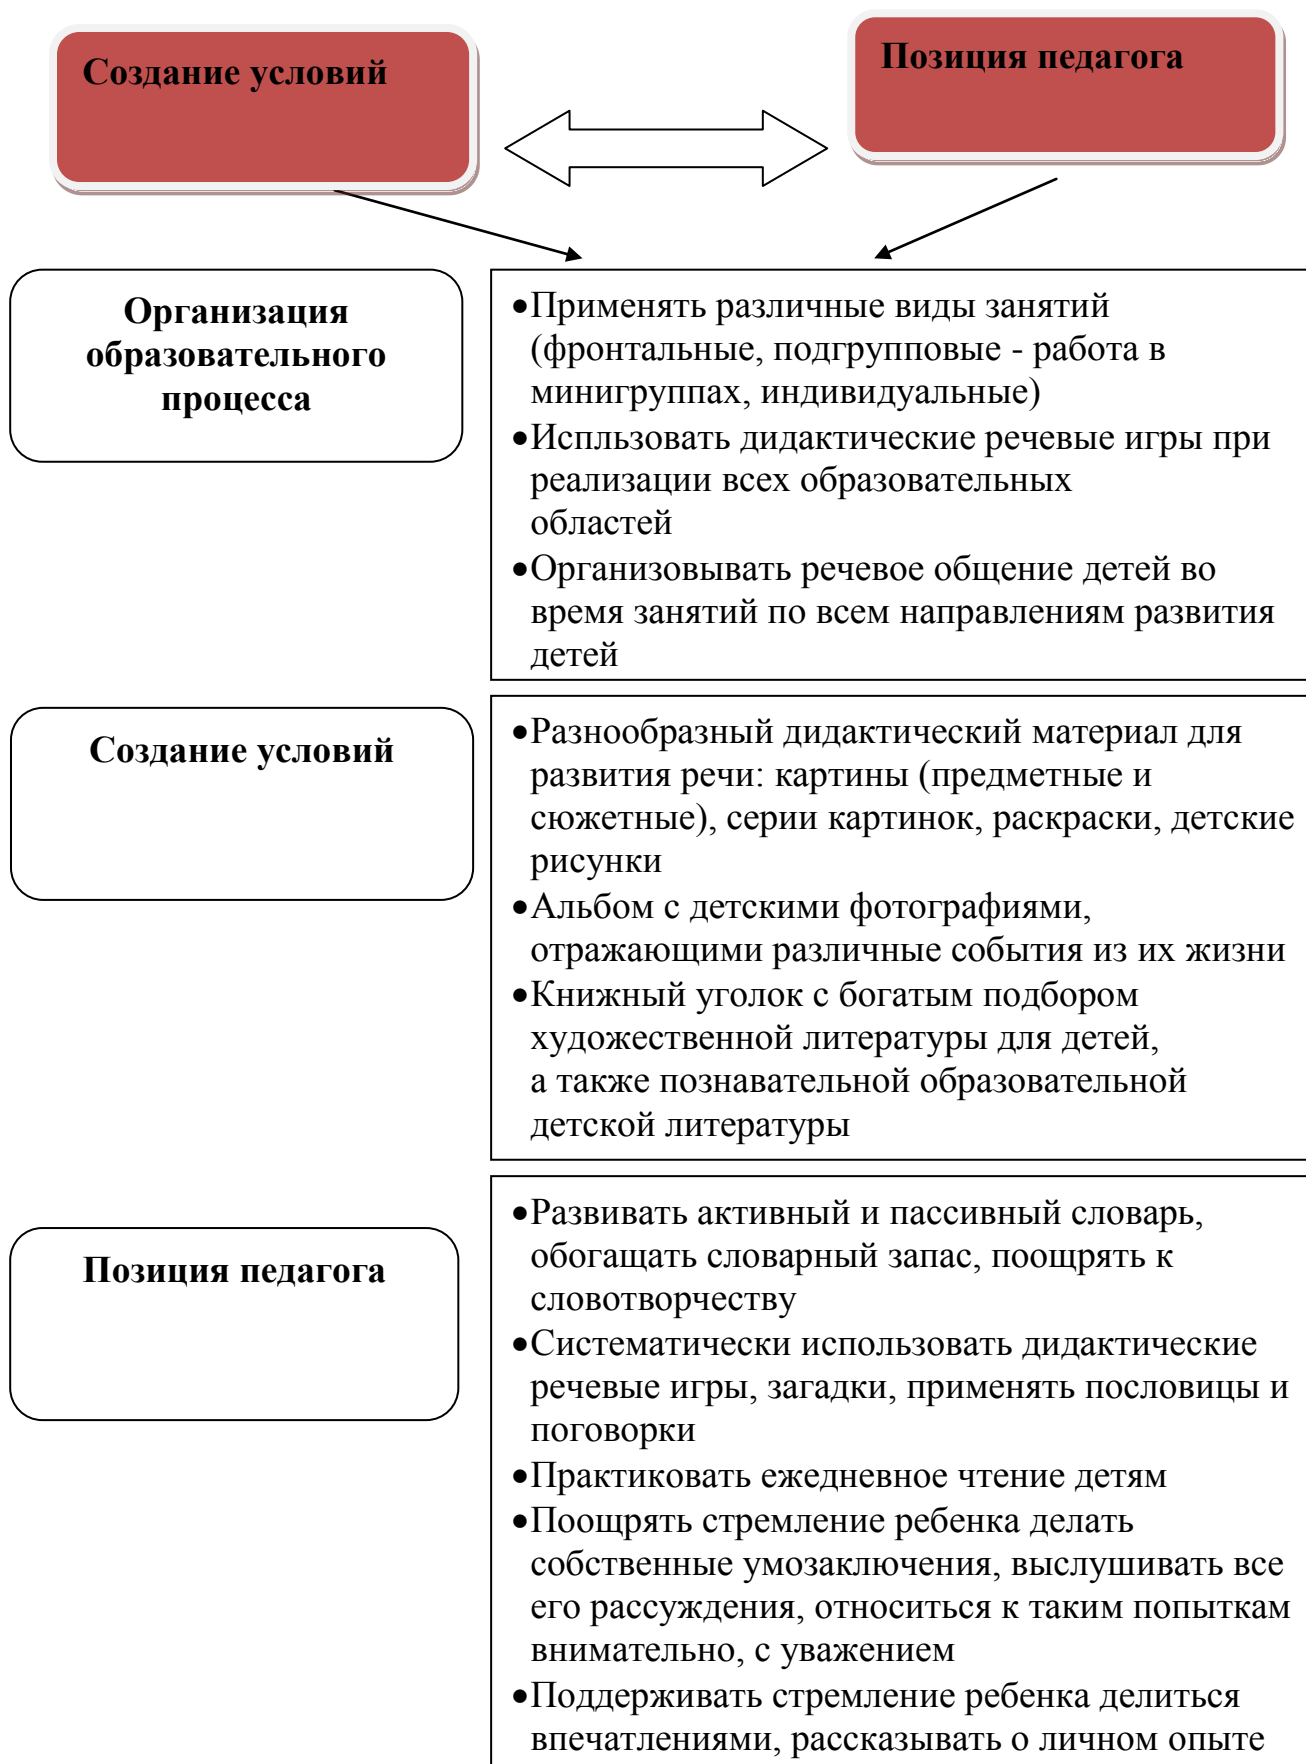 Создание условий
Позиция педагога
Организация
образовательного
процесса
•Применять различные виды занятий
(фронтальные, подгрупповые - работа в
минигруппах, индивидуальные)
•Испльзовать дидактические речевые игры при
реализации всех образовательных
областей
•Организовывать речевое общение детей во
время занятий по всем направлениям развития
детей
Создание условий
•Разнообразный дидактический материал для
развития речи: картины (предметные и
сюжетные), серии картинок, раскраски, детские
рисунки
•Альбом с детскими фотографиями,
отражающими различные события из их жизни
•Книжный уголок с богатым подбором
художественной литературы для детей,
а также познавательной образовательной
детской литературы
Позиция педагога
•Развивать активный и пассивный словарь,
обогащать словарный запас, поощрять к
словотворчеству
•Систематически использовать дидактические
речевые игры, загадки, применять пословицы и
поговорки
•Практиковать ежедневное чтение детям
•Поощрять стремление ребенка делать
собственные умозаключения, выслушивать все
его рассуждения, относиться к таким попыткам
внимательно, с уважением
•Поддерживать стремление ребенка делиться
впечатлениями, рассказывать о личном опыте